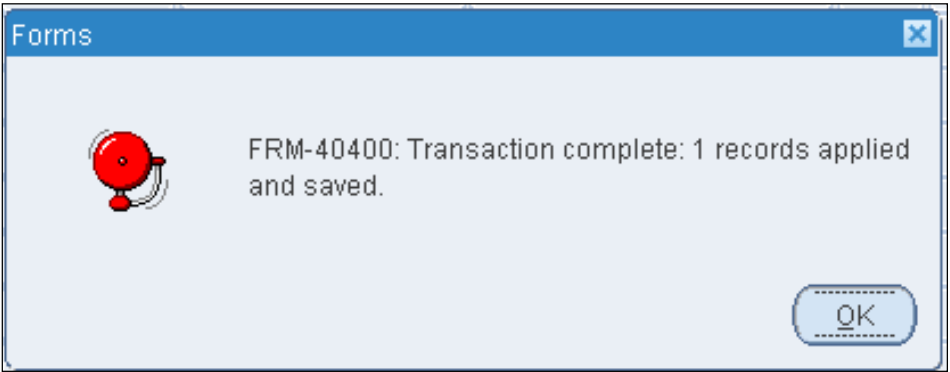 Forms
FRM-40400: Transaction complete: 1 records applied
and saved.
OK